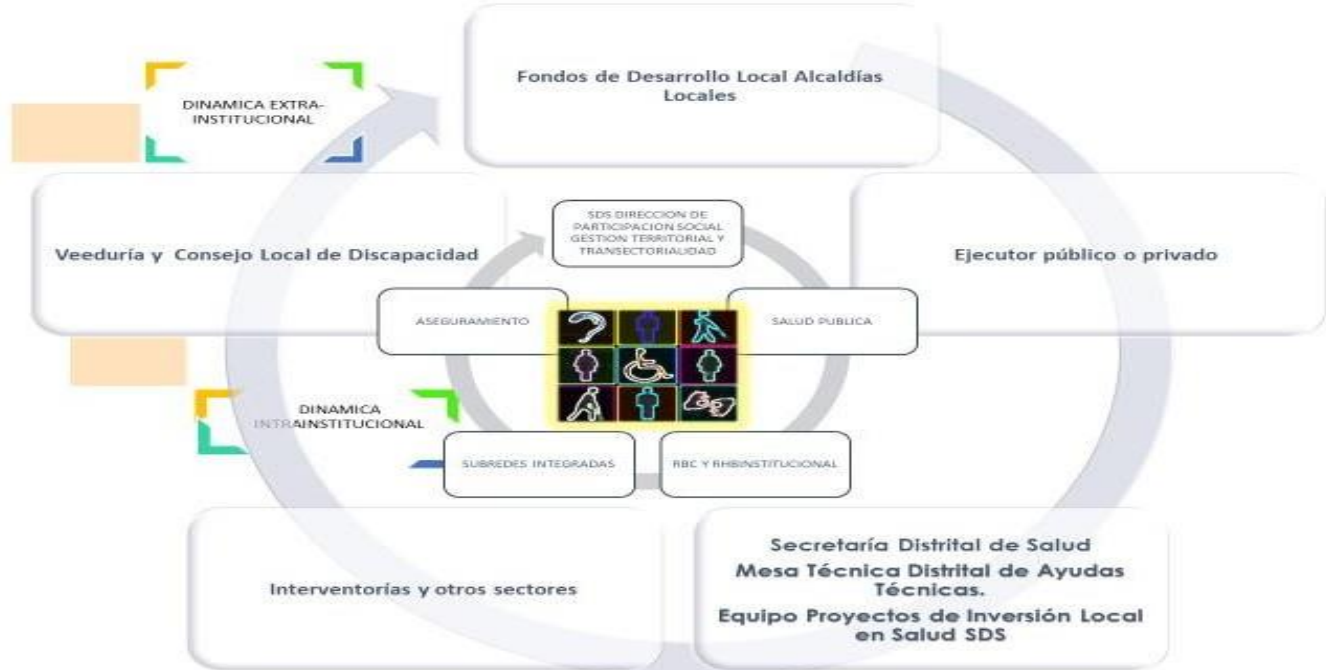 Fondos de Desarrollo Local Alcaldías
Locales
DINAMICA EXTRA-
INSTITUCIONAL
SDS DIRECCION DE
PARTICIPACION SOCIAL
GESTION TERRITORIAL Y
TRANSECTORIALIDAD
Veeduría y Consejo Local de Discapacidad
Ejecutor público o privado
ASEGURAMIENTO
SALUD PUBLICA
DINAMICA
INTRAINSTITUCIONAL
SUBREDES INTEGRADAS
RBC Y RHBINSTITUCIONAL
Interventorías y otros sectores
Secretaría Distrital de Salud
Mesa Técnica Distrital de Ayudas
Técnicas.
Equipo Proyectos de Inversión Local
en Salud SDS